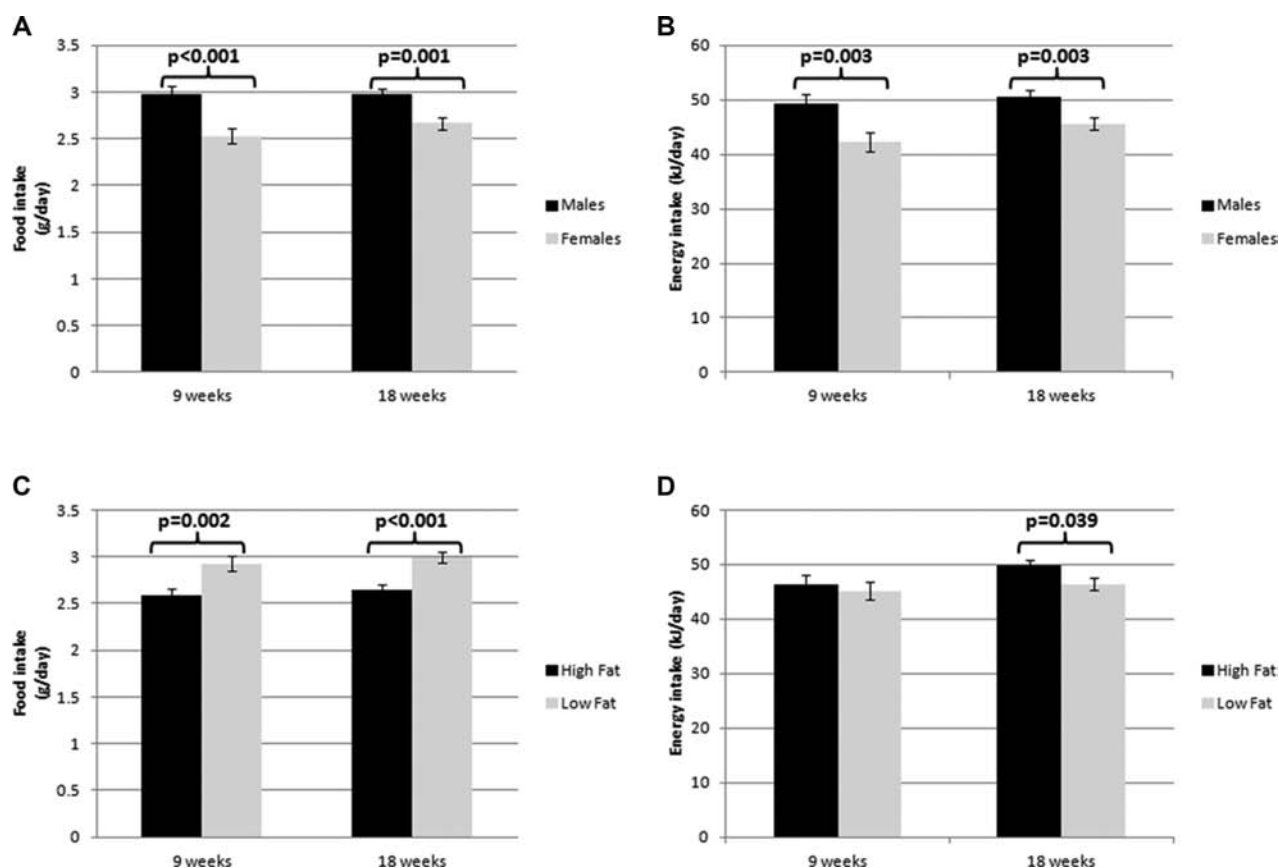 A
3.5
3
2.5
2
1.5
1
0.5
0
Food intake
(g/day)
p<0.001
p=0.001
9 weeks
18 weeks
Males
Females
B
60
50
40
30
20
10
0
Energy intake (kJ/day)
p=0.003
p=0.003
9 weeks
18 weeks
Males
Females
C
3.5
3
2.5
2
1.5
1
0.5
0
Food intake
(g/day)
p=0.002
p<0.001
9 weeks
18 weeks
High Fat
Low Fat
D
60
50
40
30
20
10
0
Energy intake (kJ/day)
p=0.039
9 weeks
18 weeks
High Fat
Low Fat